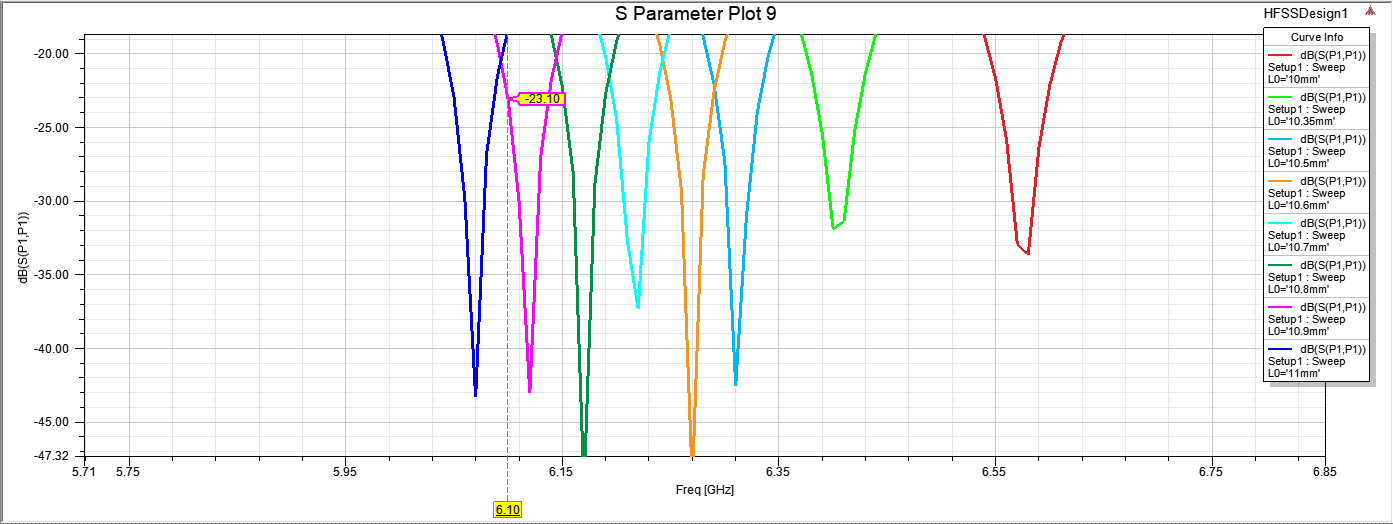 S Parameter Plot 9
HFSSDesign1
Curve Info
dB(S(P1,P1))
Setup1 : Sweep
L0='10mm'
dB(S(P1,P1))
Setup1 : Sweep
L0='10.35mm'
dB(S(P1,P1))
Setup1 : Sweep
L0='10.5mm'
dB(S(P1,P1))
Setup1 : Sweep
L0='10.6mm'
dB(S(P1,P1))
Setup1 : Sweep
L0='10.7mm'
dB(S(P1,P1))
Setup1 : Sweep
L0='10.8mm'
dB(S(P1,P1))
Setup1 : Sweep
L0='10.9mm'
dB(S(P1,P1))
Setup1 : Sweep
L0='11mm'
dB(S(P1,P1))
-20.00
-25.00
-30.00
-35.00
-40.00
-45.00
-47.32
-23.10
5.71 5.75 5.95 6.15 6.35 6.55 6.75 6.85
Freq [GHz]
6.10